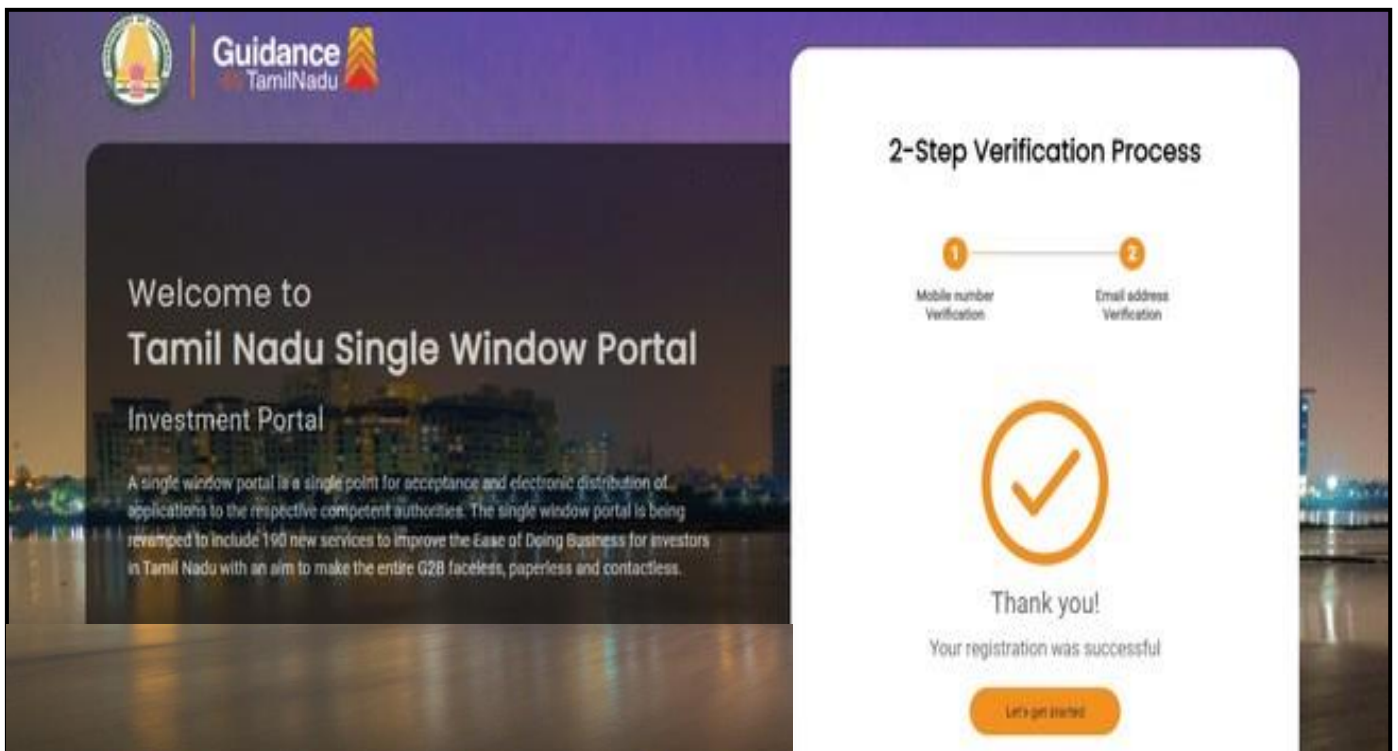 Guidance
TamilNadu
Welcome to
Tamil Nadu Single Window Portal
Investment Portal
A single window portal is a single point for acceptance and electronic distribution of
applications to the respective competent authorities. The single window portal is being
revamped to include 190 new services to improve the Ease of Doing Business for investors
in Tamil Nadu with an aim to make the entire G2B faceless, paperless and contactless.
2-Step Verification Process
1 2
Mobile number Email address
Verification Verification
Thank you!
Your registration was successful
Let's get started